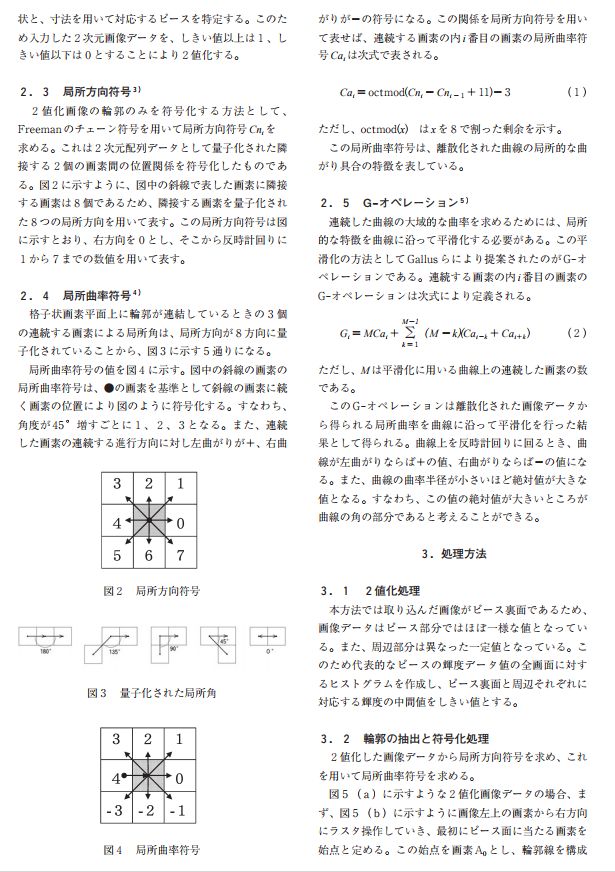 状と、寸法を用いて対応するピースを特定する。このた
め入力した２次元画像データを、しきい値以上は１、し
きい値以下は０とすることにより２値化する。
２．３ 局所方向符号³⁾
２値化画像の輪郭のみを符号化する方法として、
Freemanのチェーン符号を用いて局所方向符号Cnᵢを
求める。これは２次元配列データとして量子化された隣
接する２個の画素間の位置関係を符号化したものであ
る。図２に示すように、図中の斜線で表した画素に隣接
する画素は８個であるため、隣接する画素を量子化され
た８つの局所方向を用いて表す。この局所方向符号は図
に示すとおり、右方向を０とし、そこから反時計回りに
１から７までの数値を用いて表す。
２．４ 局所曲率符号⁴⁾
格子状画素平面上に輪郭が連結しているときの３個
の連続する画素による局所角は、局所方向が８方向に量
子化されていることから、図３に示す５通りになる。
局所曲率符号の値を図４に示す。図中の斜線の画素の
局所曲率符号は、●の画素を基準として斜線の画素に続
く画素の位置により図のように符号化する。すなわち、
角度が45°増すごとに１、２、３となる。また、連続
した画素の連続する進行方向に対し左曲がりが＋、右曲
3 2 1
4 0
5 6 7
図２ 局所方向符号
180° 135° 90° 45° 0°
図３ 量子化された局所角
3 2 1
4 0
-3 -2 -1
図４ 局所曲率符号
がりが－の符号になる。この関係を局所方向符号を用い
て表せば、連続する画素の内i番目の画素の局所曲率符
号Caᵢは次式で表される。
Caᵢ＝octmod(Cnᵢ－Cnᵢ₋₁＋11)－3 （1）
ただし、octmod(x) はxを８で割った剰余を示す。
この局所曲率符号は、離散化された曲線の局所的な曲
がり具合の特徴を表している。
２．５ G-オペレーション⁵⁾
連続した曲線の大域的な曲率を求めるためには、局所
的な特徴を曲線に沿って平滑化する必要がある。この平
滑化の方法としてGallusらにより提案されたのがG-オ
ペレーションである。連続する画素の内i番目の画素の
G-オペレーションは次式により定義される。
Gᵢ＝MCaᵢ＋ M-1 Σ k=1 (M－k)(Caᵢ₋ₖ＋Caᵢ₊ₖ) （2）
ただし、Mは平滑化に用いる曲線上の連続した画素の数
である。
このG-オペレーションは離散化された画像データか
ら得られる局所曲率を曲線に沿って平滑化を行った結
果として得られる。曲線上を反時計回りに回るとき、曲
線が左曲がりならば＋の値、右曲がりならば－の値にな
る。また、曲線の曲率半径が小さいほど絶対値が大きな
値となる。すなわち、この値の絶対値が大きいところが
曲線の角の部分であると考えることができる。
３．処理方法
３．１ ２値化処理
本方法では取り込んだ画像がピース裏面であるため、
画像データはピース部分ではほぼ一様な値となってい
る。また、周辺部分は異なった一定値となっている。こ
のため代表的なピースの輝度データ値の全画面に対す
るヒストグラムを作成し、ピース裏面と周辺それぞれに
対応する輝度の中間値をしきい値とする。
３．２ 輪郭の抽出と符号化処理
２値化した画像データから局所方向符号を求め、これ
を用いて局所曲率符号を求める。
図５（a）に示すような２値化画像データの場合、ま
ず、図５（b）に示すように画像左上の画素から右方向
にラスタ操作していき、最初にピース面に当たる画素を
始点と定める。この始点を画素A₀とし、輪郭線を構成